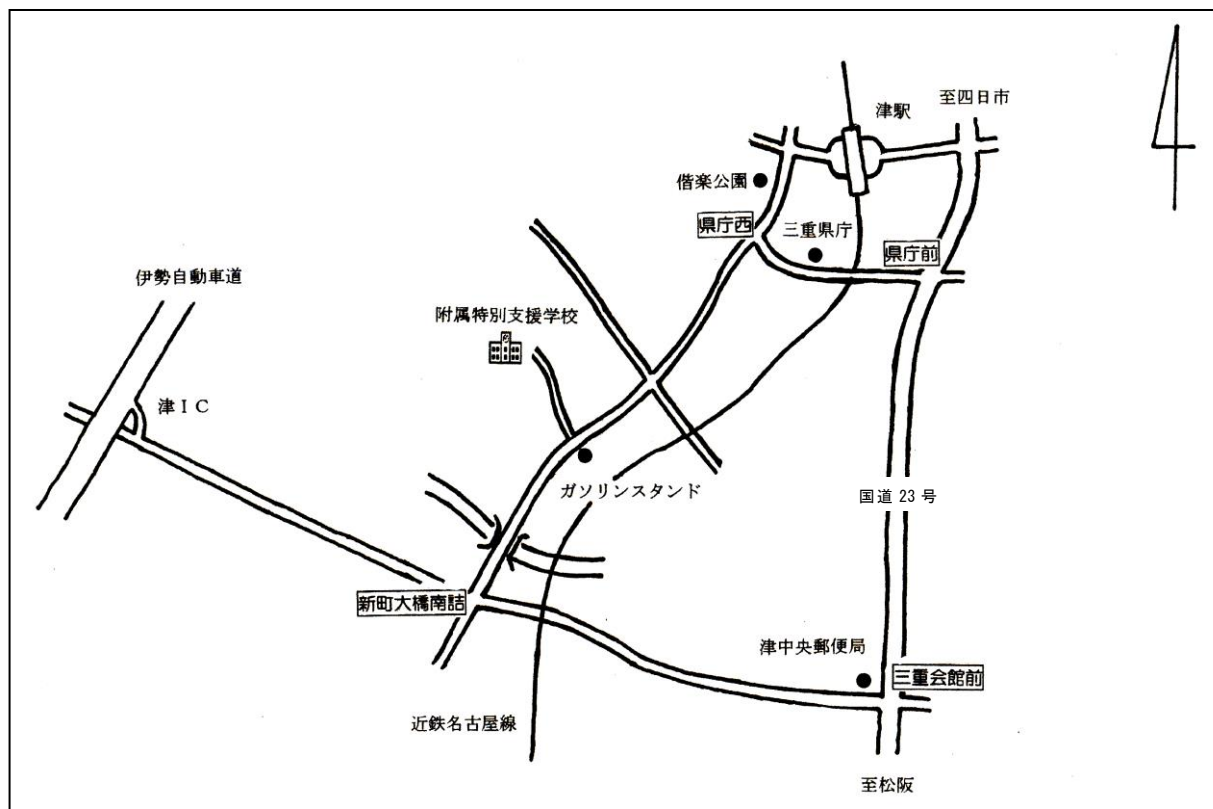 至四日市
津駅
偕楽公園
県庁西
三重県庁
県庁前
伊勢自動車道
附属特別支援学校
津IC
ガソリンスタンド
国道23号
新町大橋南詰
津中央郵便局
三重会館前
近鉄名古屋線
至松阪